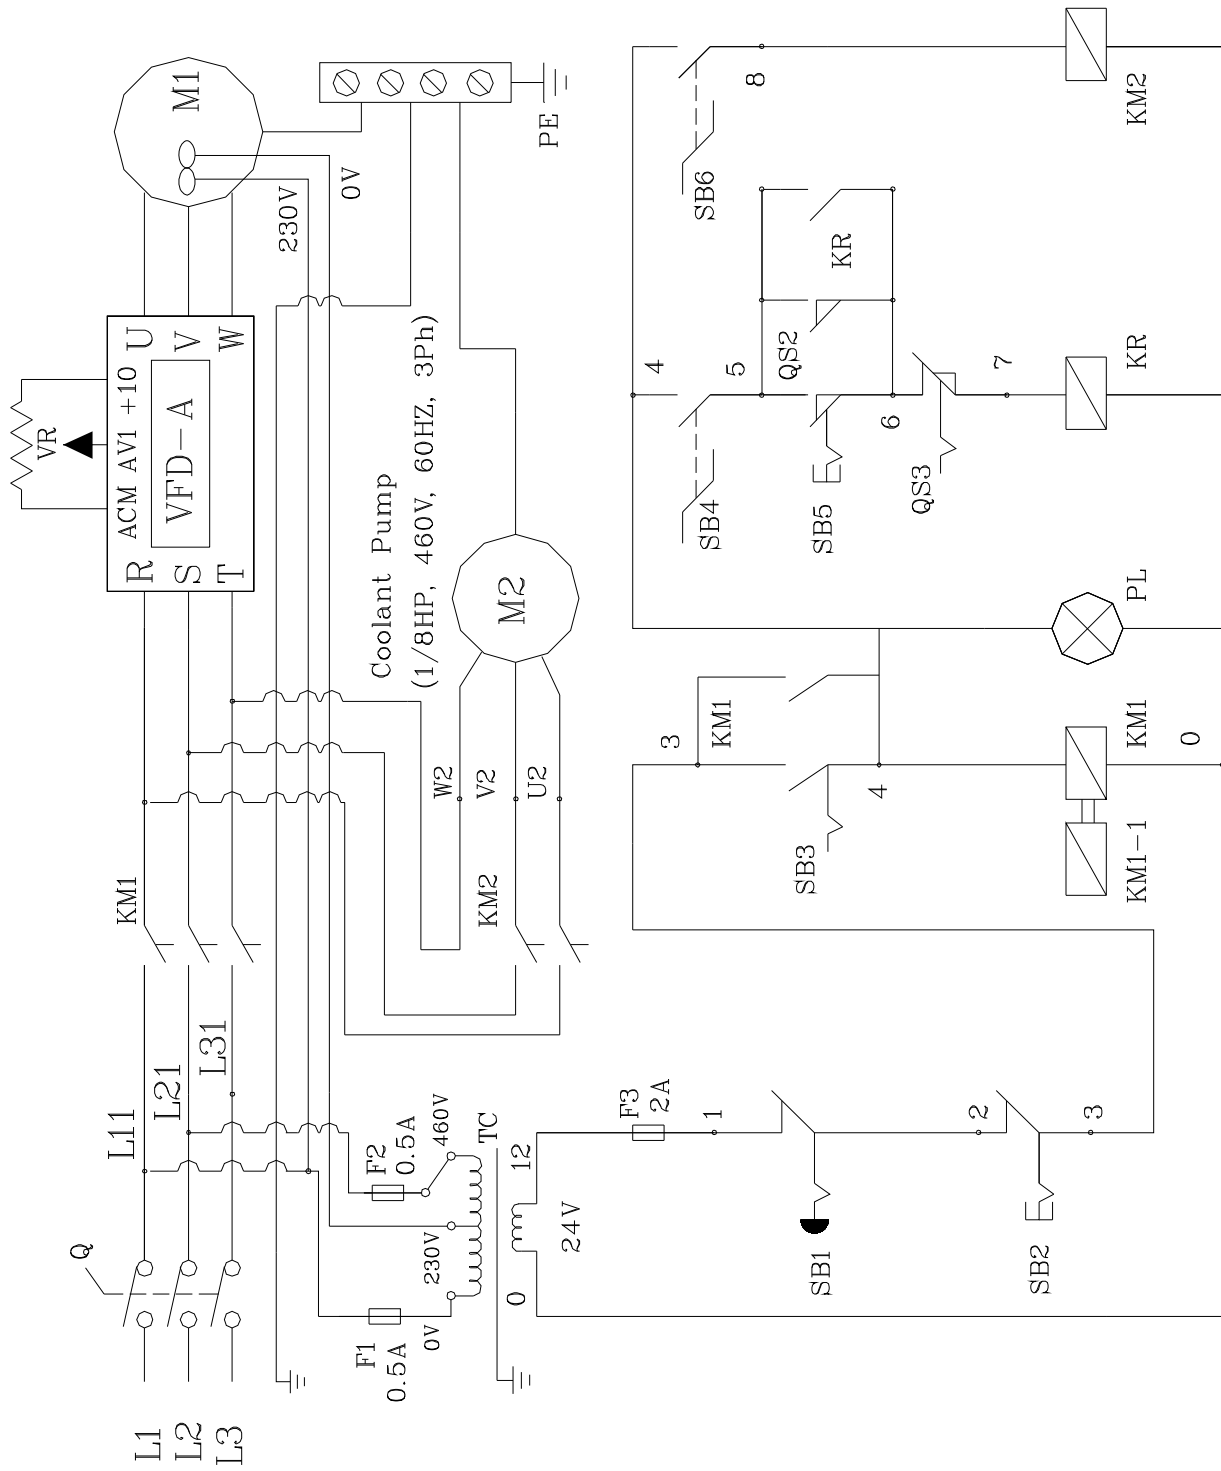 L1
L2
L3
Q
L11
L21
L31
KM1
R
S
T
ACM AV1 +10
VR
VFD-A
U
V
W
M1
230V
0V
PE
Coolant Pump
(1/8HP, 460V, 60HZ, 3Ph)
M2
W2
V2
U2
KM2
F1
0.5A
0V
F2
0.5A
460V
230V
TC
0
24V
12
F3
2A
1
SB1
2
SB2
3
3
KM1
SB3
4
KM1-1
KM1
0
PL
4
SB4
5
SB5
QS2
KR
6
QS3
7
KR
SB6
8
KM2